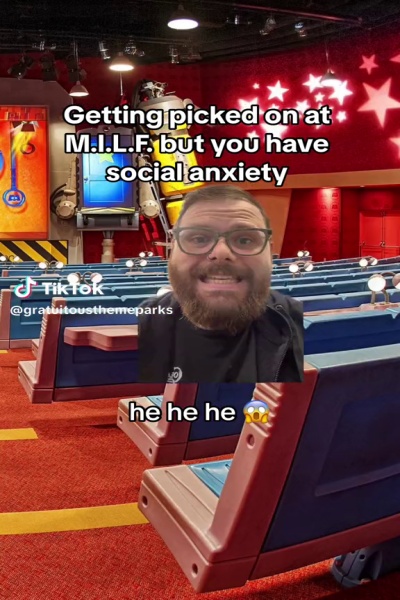 Getting picked on at
M.I.L.F. but you have
social anxiety
TikTok
@gratuitousthemeparks
he he he 😱